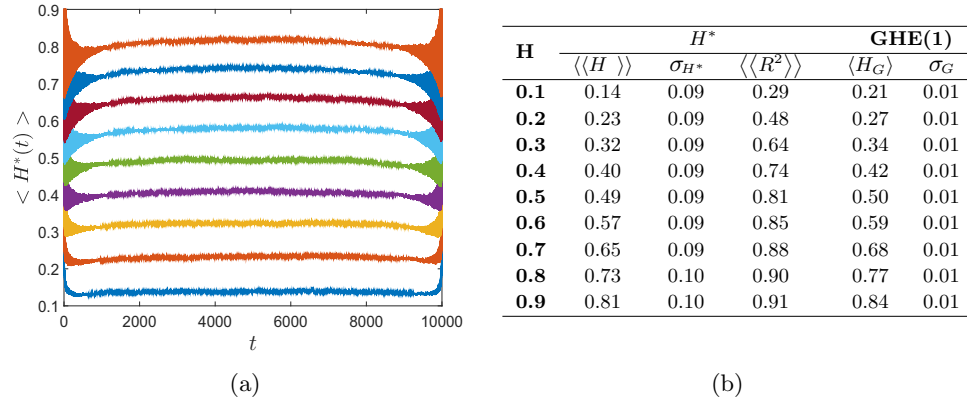 0.9
0.8
0.7
0.6
0.5
0.4
0.3
0.2
0.1
< H*(t) >
0 2000 4000 6000 8000 10000
t
(a)
H H* GHE(1)
⟨⟨H ⟩⟩ σH* ⟨⟨R²⟩⟩ ⟨HG⟩ σG
0.1 0.14 0.09 0.29 0.21 0.01
0.2 0.23 0.09 0.48 0.27 0.01
0.3 0.32 0.09 0.64 0.34 0.01
0.4 0.40 0.09 0.74 0.42 0.01
0.5 0.49 0.09 0.81 0.50 0.01
0.6 0.57 0.09 0.85 0.59 0.01
0.7 0.65 0.09 0.88 0.68 0.01
0.8 0.73 0.10 0.90 0.77 0.01
0.9 0.81 0.10 0.91 0.84 0.01
(b)